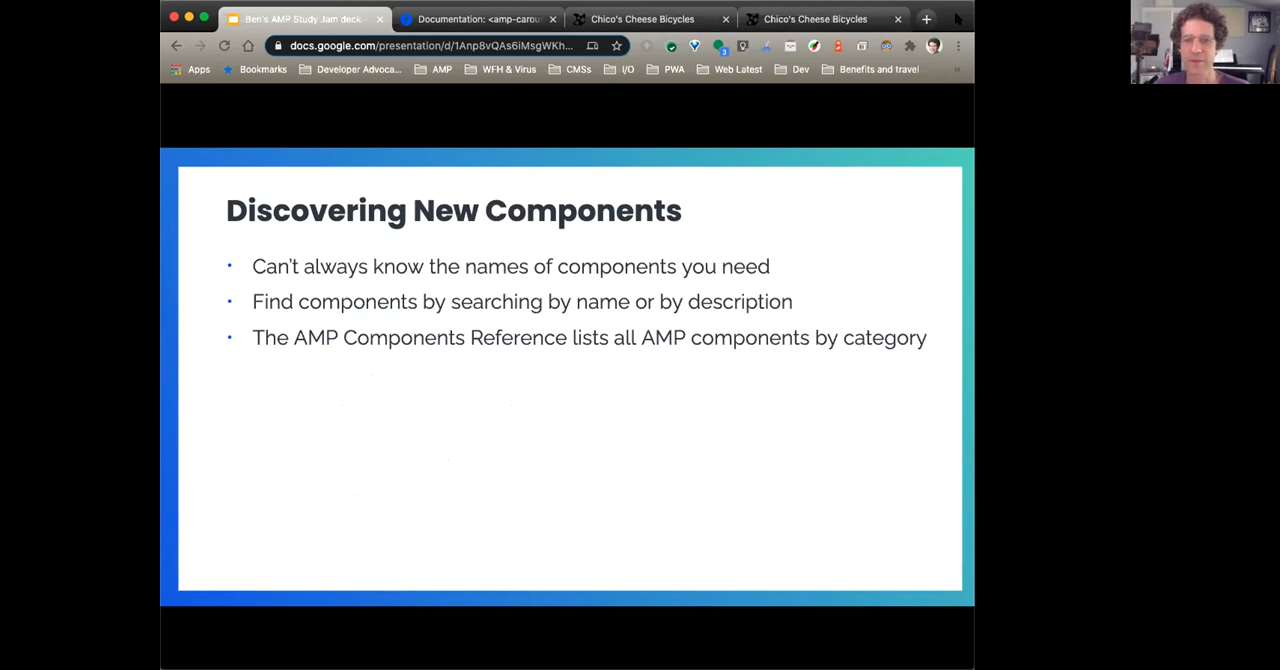 Ben's AMP Study Jam deck
Documentation: <amp-carou
Chico's Cheese Bicycles
Chico's Cheese Bicycles
docs.google.com/presentation/d/1Anp8vQAs6iMsgWKh...
3
Apps
Bookmarks
Developer Advoca...
AMP
WFH & Virus
CMSs
I/O
PWA
Web Latest
Dev
Benefits and travel
»
Discovering New Components
• Can't always know the names of components you need
• Find components by searching by name or by description
• The AMP Components Reference lists all AMP components by category